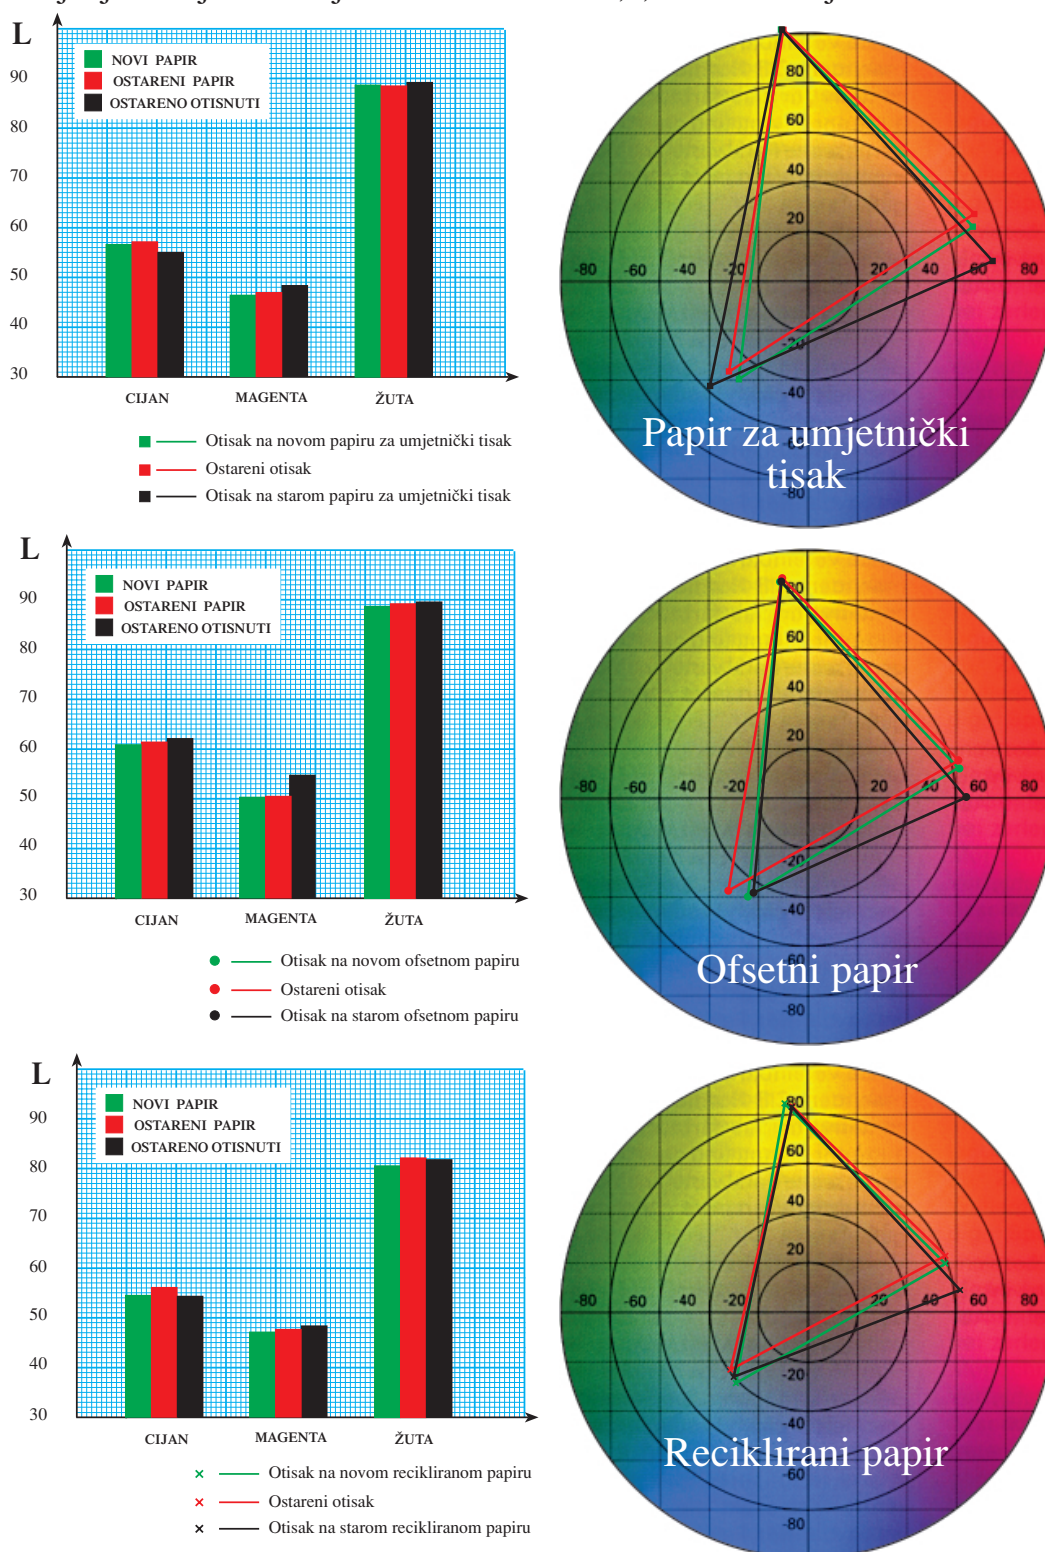 L
NOVI PAPIR
OSTARENI PAPIR
OSTARENO OTISNUTI
90
80
70
60
50
40
30
CIJAN MAGENTA ŽUTA
Otisak na novom papiru za umjetnički tisak
Ostareni otisak
Otisak na starom papiru za umjetnički tisak
80
60
40
20
-80 -60 -40 -20 20 40 60 80
-20
-40
-60
-80
Papir za umjetnički
tisak
L
NOVI PAPIR
OSTARENI PAPIR
OSTARENO OTISNUTI
90
80
70
60
50
40
30
CIJAN MAGENTA ŽUTA
Otisak na novom ofsetnom papiru
Ostareni otisak
Otisak na starom ofsetnom papiru
80
60
40
20
-80 -60 -40 -20 20 40 60 80
-20
-40
-60
-80
Ofsetni papir
L
NOVI PAPIR
OSTARENI PAPIR
OSTARENO OTISNUTI
90
80
70
60
50
40
30
CIJAN MAGENTA ŽUTA
Otisak na novom recikliranom papiru
Ostareni otisak
Otisak na starom recikliranom papiru
80
60
40
20
-80 -60 -40 -20 20 40 60 80
-20
-40
-60
-80
Reciklirani papir